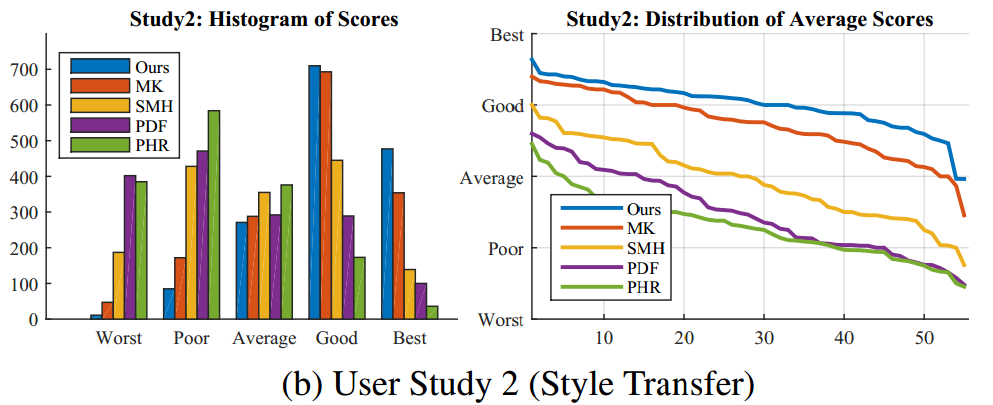 Study2: Histogram of Scores
700
600
500
400
300
200
100
0
Ours
MK
SMH
PDF
PHR
Worst Poor Average Good Best
Study2: Distribution of Average Scores
Best
Good
Average
Poor
Worst
Ours
MK
SMH
PDF
PHR
10 20 30 40 50
(b) User Study 2 (Style Transfer)